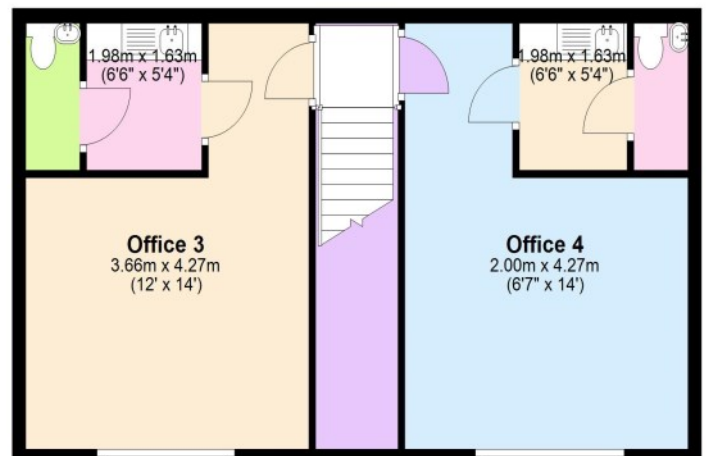 1.98m x 1.63m
(6'6" x 5'4")
1.98m x 1.63m
(6'6" x 5'4")
Office 3
3.66m x 4.27m
(12' x 14')
Office 4
2.00m x 4.27m
(6'7" x 14')